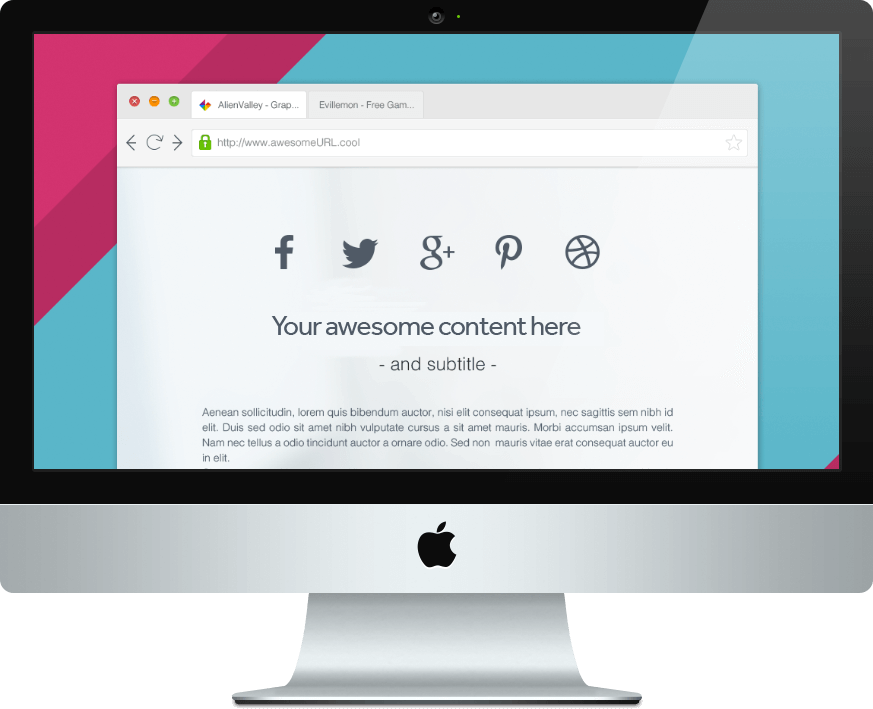 AlienValley - Grap...
Evillemon - Free Gam...
http://www.awesomeURL.cool
f
g+
Your awesome content here
- and subtitle -
Aenean sollicitudin, lorem quis bibendum auctor, nisi elit consequat ipsum, nec sagittis sem nibh id
elit. Duis sed odio sit amet nibh vulputate cursus a sit amet mauris. Morbi accumsan ipsum velit.
Nam nec tellus a odio tincidunt auctor a ornare odio. Sed non mauris vitae erat consequat auctor eu
in elit.